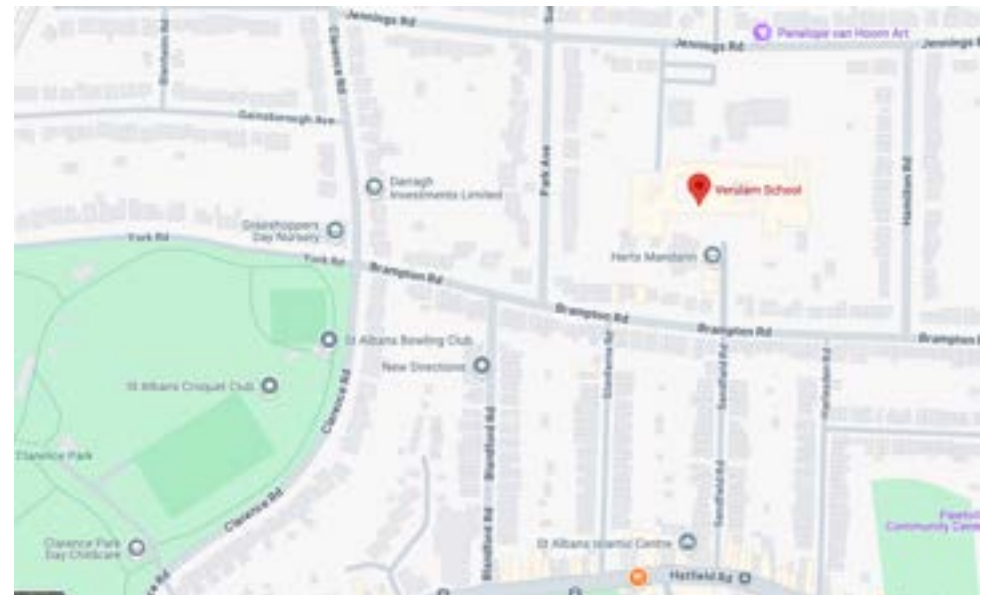 Jennings Rd
Jennings Rd
Penelope van Hoorn Art
Jennings
Clarence Rd
Gainsborough Ave
Park Ave
Hamilton Rd
Darragh
Investments Limited
Verulam School
Grasshoppers
Day Nursery
York Rd
York Rd
Brampton Rd
Herts Mandarin
Brampton Rd
Brampton Rd
Brampton
St Albans Bowling Club
New Directions
St Albans Croquet Club
Clarence Rd
Sandfield Rd
Blandford Rd
Clarence Park
Sandfield Rd
Clarence Rd
Blandford Rd
Community
Clarence Park
Day Childcare
St Albans Islamic Centre
Hatfield Rd